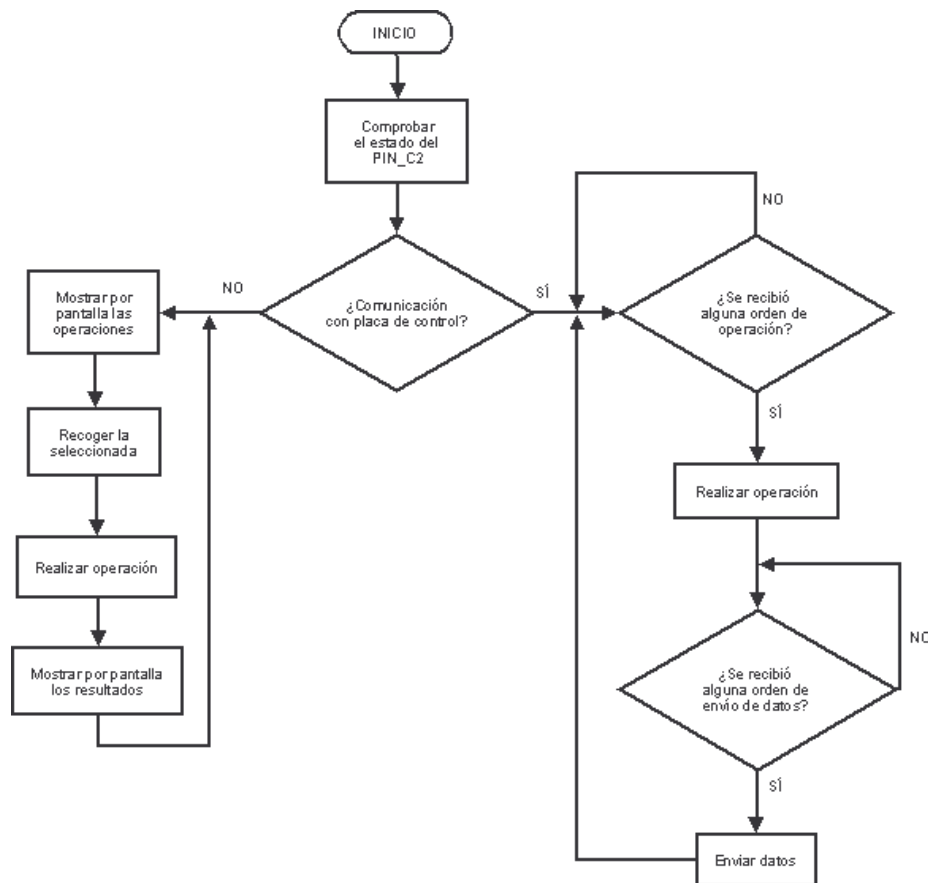 INICIO
Comprobar
el estado del
PIN_C2
NO
¿Comunicación
con placa de control?
SÍ
NO
¿Se recibió
alguna orden de
operación?
Mostrar por
pantalla las
operaciones
Recoger la
seleccionada
Realizar operación
Mostrar por pantalla
los resultados
SÍ
Realizar operación
NO
¿Se recibió
alguna orden de
envío de datos?
SÍ
Enviar datos